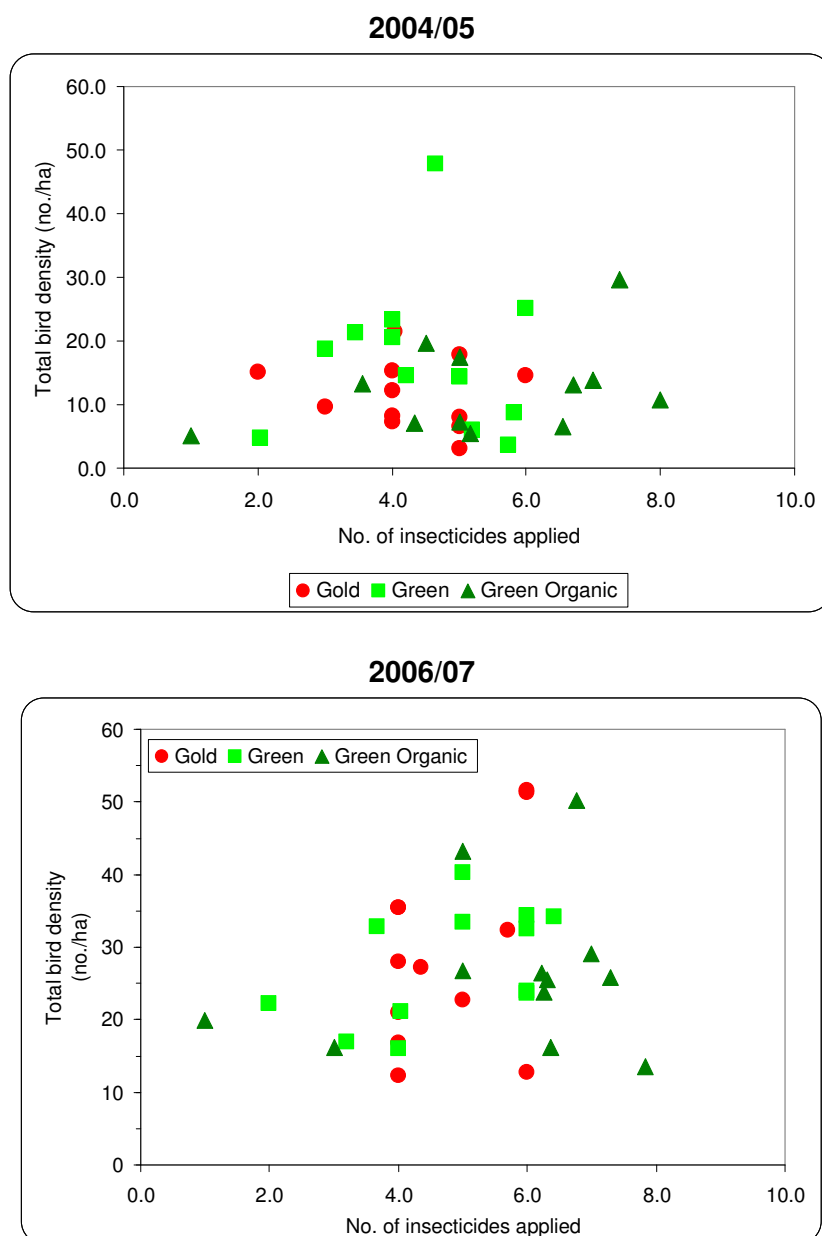 2004/05
60.0
50.0
40.0
30.0
20.0
10.0
0.0
Total bird density (no./ha)
0.0 2.0 4.0 6.0 8.0 10.0
No. of insecticides applied
Gold Green Green Organic
2006/07
Gold Green Green Organic
60
50
40
30
20
10
0
Total bird density
(no./ha)
0.0 2.0 4.0 6.0 8.0 10.0
No. of insecticides applied